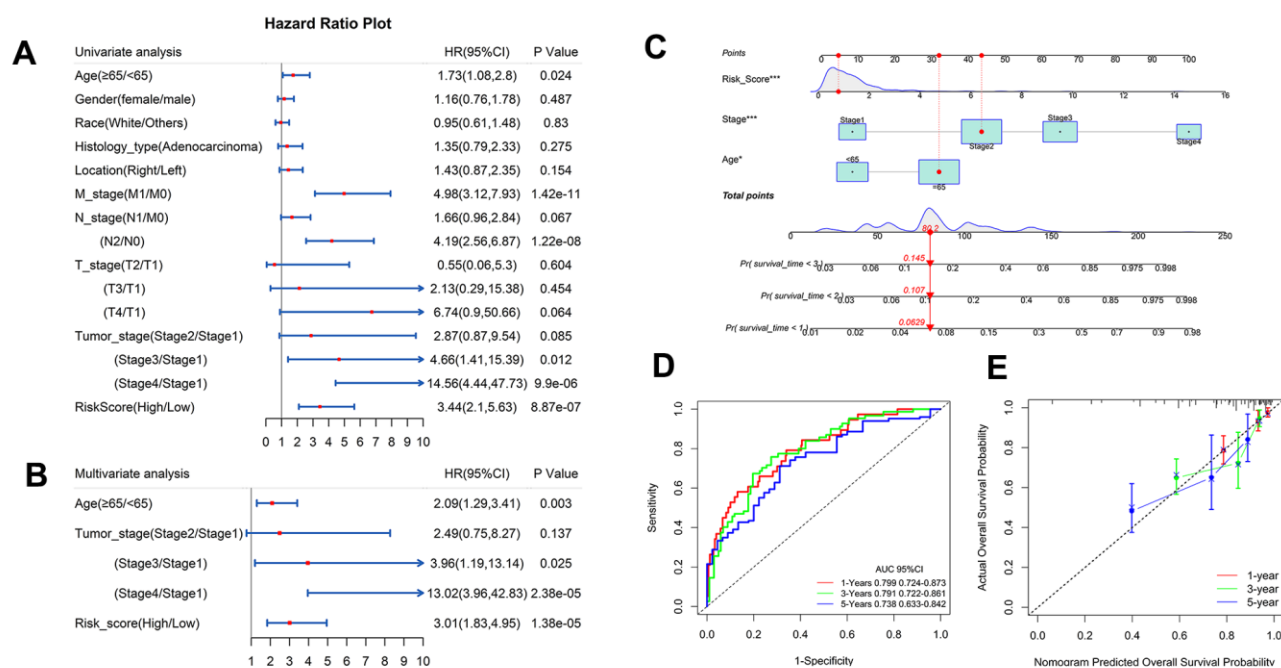 Hazard Ratio Plot
A
Univariate analysis HR(95%CI) P Value
Age(≥65/<65) 1.73(1.08,2.8) 0.024
Gender(female/male) 1.16(0.76,1.78) 0.487
Race(White/Others) 0.95(0.61,1.48) 0.83
Histology_type(Adenocarcinoma) 1.35(0.79,2.33) 0.275
Location(Right/Left) 1.43(0.87,2.35) 0.154
M_stage(M1/M0) 4.98(3.12,7.93) 1.42e-11
N_stage(N1/M0) 1.66(0.96,2.84) 0.067
(N2/N0) 4.19(2.56,6.87) 1.22e-08
T_stage(T2/T1) 0.55(0.06,5.3) 0.604
(T3/T1) 2.13(0.29,15.38) 0.454
(T4/T1) 6.74(0.9,50.66) 0.064
Tumor_stage(Stage2/Stage1) 2.87(0.87,9.54) 0.085
(Stage3/Stage1) 4.66(1.41,15.39) 0.012
(Stage4/Stage1) 14.56(4.44,47.73) 9.9e-06
RiskScore(High/Low) 3.44(2.1,5.63) 8.87e-07
0 1 2 3 4 5 6 7 8 9 10
B
Multivariate analysis HR(95%CI) P Value
Age(≥65/<65) 2.09(1.29,3.41) 0.003
Tumor_stage(Stage2/Stage1) 2.49(0.75,8.27) 0.137
(Stage3/Stage1) 3.96(1.19,13.14) 0.025
(Stage4/Stage1) 13.02(3.96,42.83) 2.38e-05
Risk_score(High/Low) 3.01(1.83,4.95) 1.38e-05
1 2 3 4 5 6 7 8 9 10
C
Points
0 10 20 30 40 50 60 70 80 90 100
Risk_Score***
0 2 4 6 8 10 12 14 16
Stage***
Stage1 Stage3
Stage2 Stage4
Age*
<65
=65
Total points
80.2
0 50 100 150 200 250
0.145
Pr( survival_time < 3)
0.03 0.06 0.1 0.2 0.4 0.6 0.85 0.975 0.998
0.107
Pr( survival_time < 2)
0.03 0.06 0.1 0.2 0.4 0.6 0.85 0.975 0.998
0.0629
Pr( survival_time < 1)
0.01 0.02 0.04 0.08 0.15 0.3 0.5 0.7 0.9 0.98
D
Sensitivity
1.0
0.8
0.6
0.4
0.2
0.0
AUC 95%CI
1-Years 0.799 0.724-0.873
3-Years 0.791 0.722-0.861
5-Years 0.738 0.633-0.842
0.0 0.2 0.4 0.6 0.8 1.0
1-Specificity
E
Actual Overall Survival Probability
1.0
0.8
0.6
0.4
0.2
0.0
1-year
3-year
5-year
0.0 0.2 0.4 0.6 0.8 1.0
Nomogram Predicted Overall Survival Probability